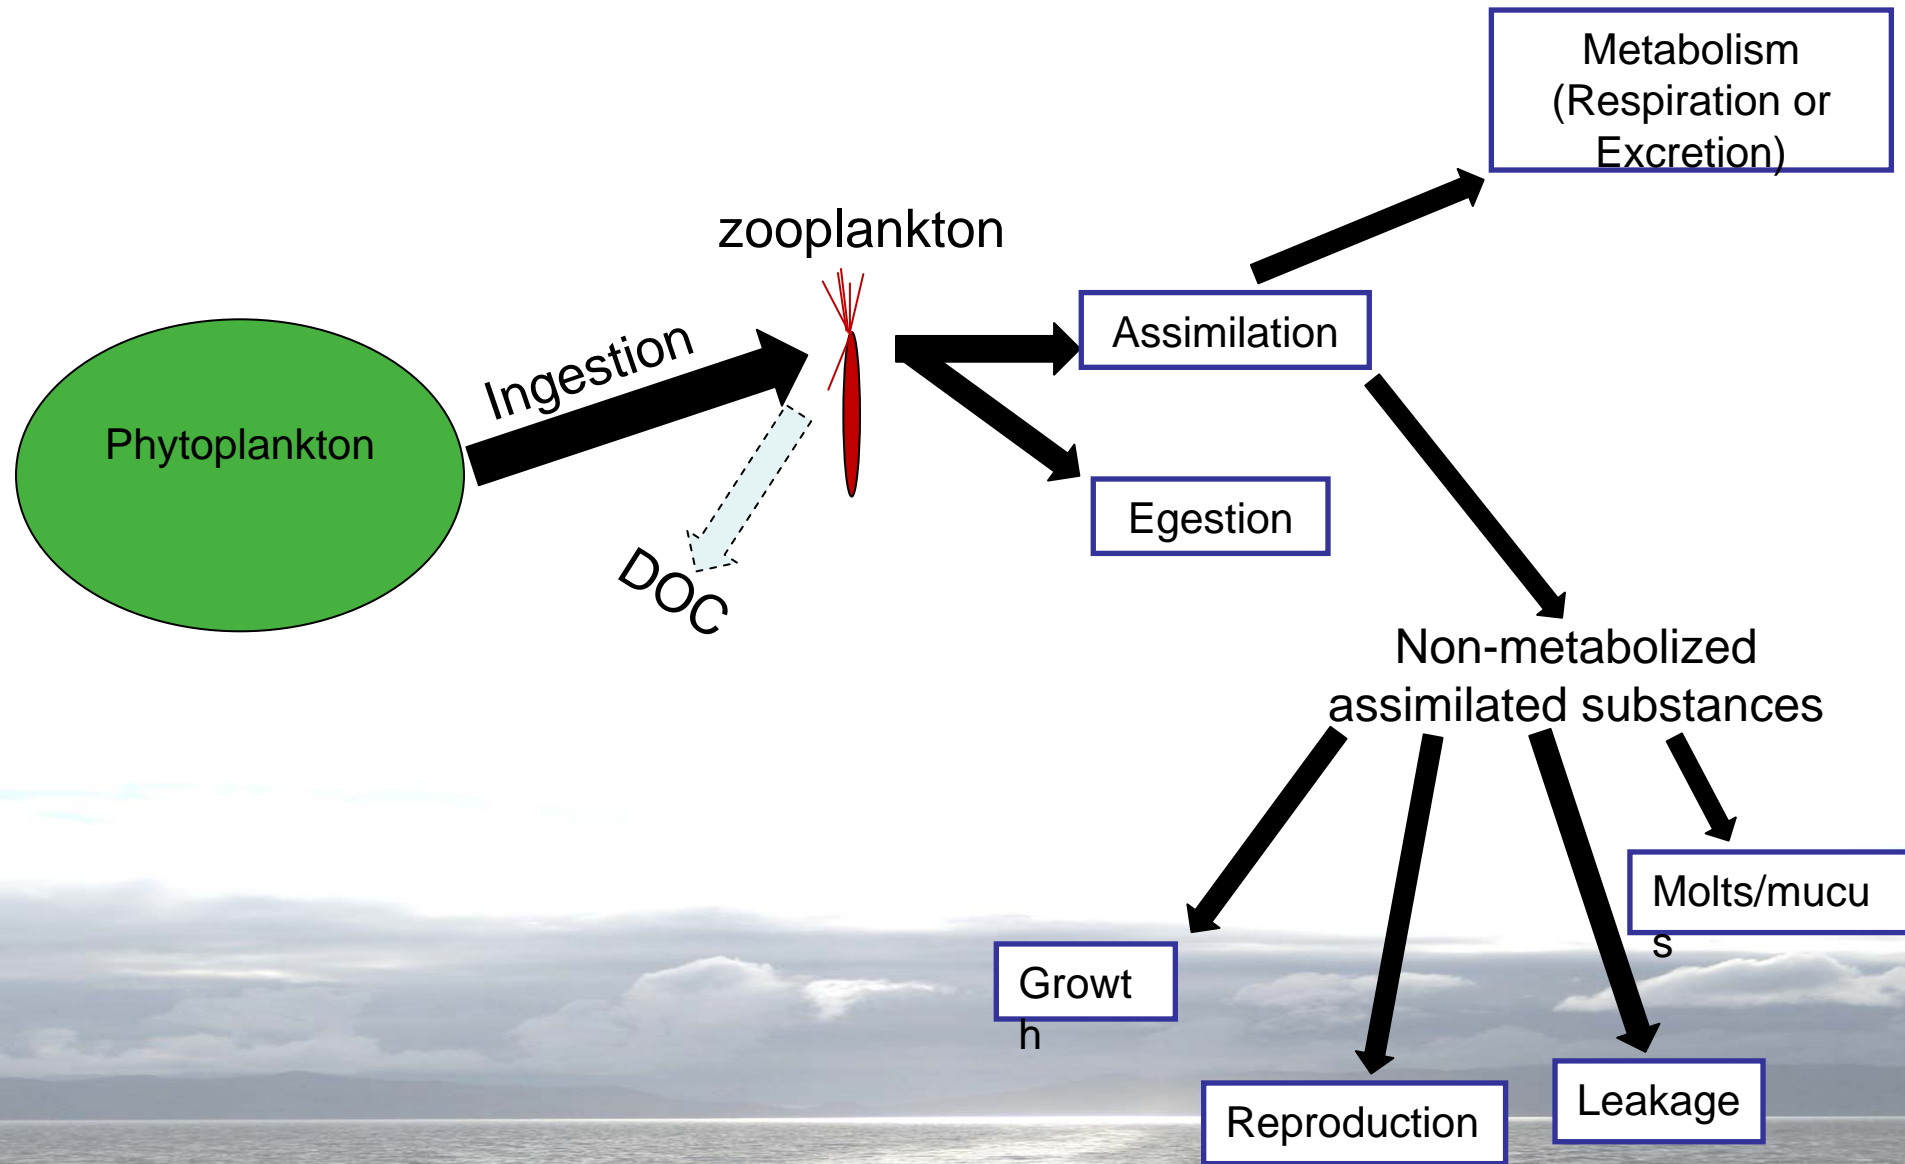 Metabolism
(Respiration or
Excretion)
zooplankton
Ingestion
Assimilation
Phytoplankton
Egestion
DOC
Non-metabolized
assimilated substances
Molts/mucu
s
Growt
h
Leakage
Reproduction